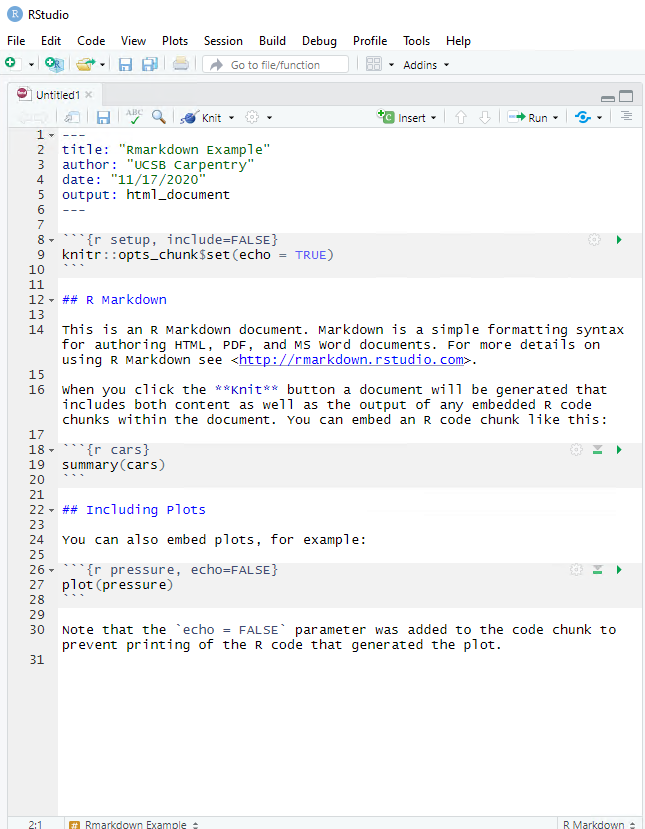 RStudio
File Edit Code View Plots Session Build Debug Profile Tools Help
Go to file/function Addins
Untitled1
ABC Knit Insert Run
1 ---
2 title: "Rmarkdown Example"
3 author: "UCSB Carpentry"
4 date: "11/17/2020"
5 output: html_document
6 ---
7
8 ```{r setup, include=FALSE}
9 knitr::opts_chunk$set(echo = TRUE)
10 ```
11
12 ## R Markdown
13
14 This is an R Markdown document. Markdown is a simple formatting syntax
for authoring HTML, PDF, and MS Word documents. For more details on
using R Markdown see <http://rmarkdown.rstudio.com>.
15
16 When you click the **Knit** button a document will be generated that
includes both content as well as the output of any embedded R code
chunks within the document. You can embed an R code chunk like this:
17
18 ```{r cars}
19 summary(cars)
20 ```
21
22 ## Including Plots
23
24 You can also embed plots, for example:
25
26 ```{r pressure, echo=FALSE}
27 plot(pressure)
28 ```
29
30 Note that the `echo = FALSE` parameter was added to the code chunk to
prevent printing of the R code that generated the plot.
31
2:1 # Rmarkdown Example R Markdown